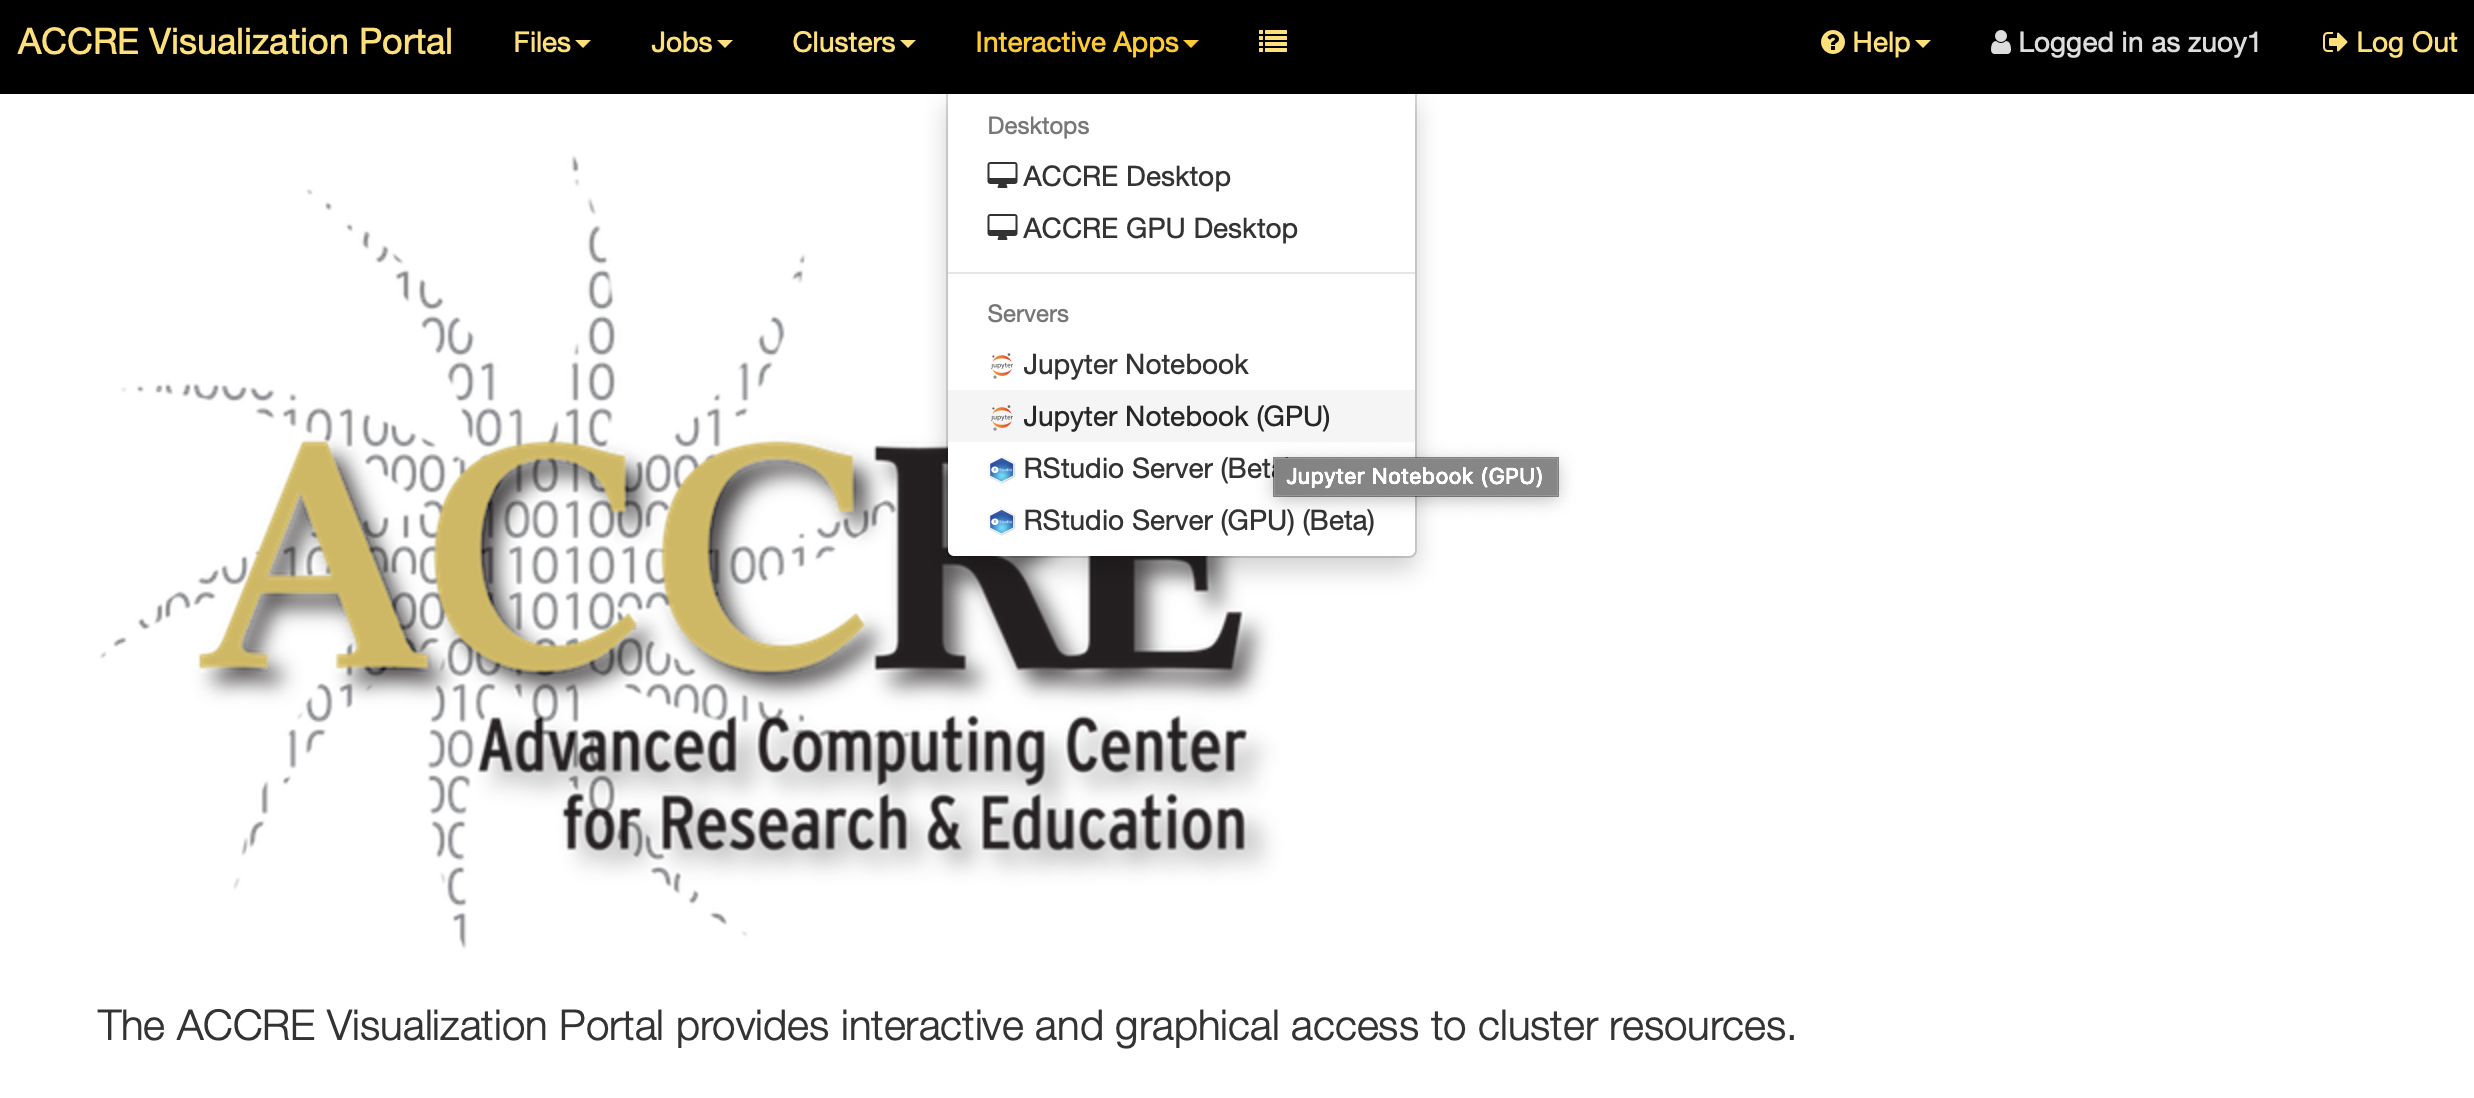 ACCRE Visualization Portal Files Jobs Clusters Interactive Apps Help Logged in as zuoy1 Log Out
Desktops
ACCRE Desktop
ACCRE GPU Desktop
Servers
Jupyter Notebook
Jupyter Notebook (GPU)
RStudio Server (Beta
Jupyter Notebook (GPU)
RStudio Server (GPU) (Beta)
ACCRE
Advanced Computing Center
for Research & Education
The ACCRE Visualization Portal provides interactive and graphical access to cluster resources.